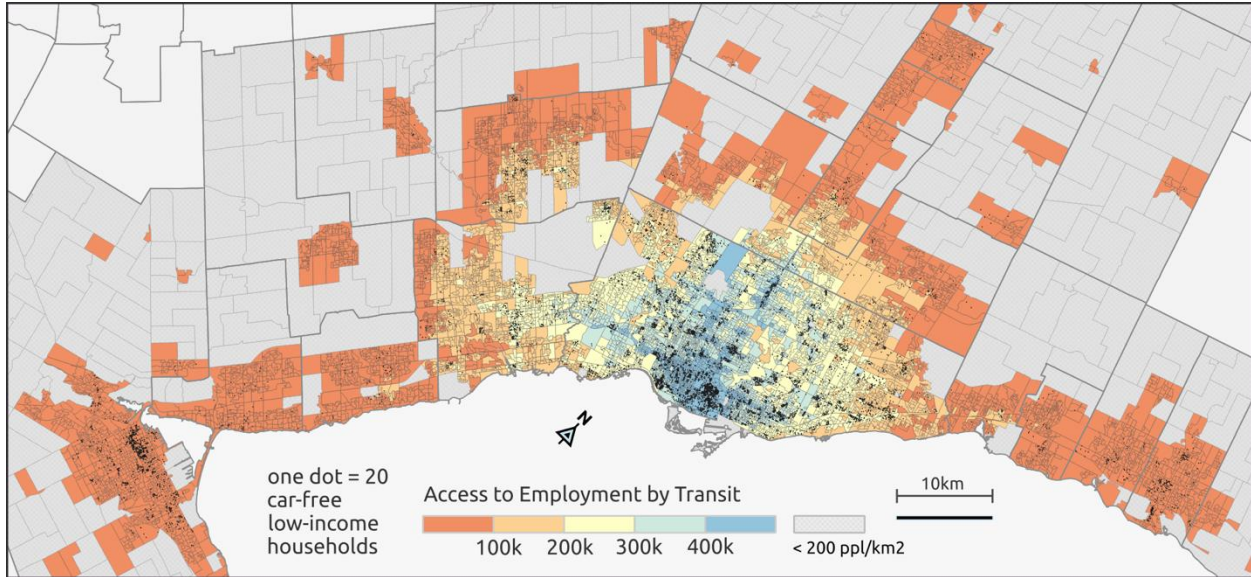 N
one dot = 20
car-free
low-income
households
Access to Employment by Transit
100k 200k 300k 400k
< 200 ppl/km2
10km